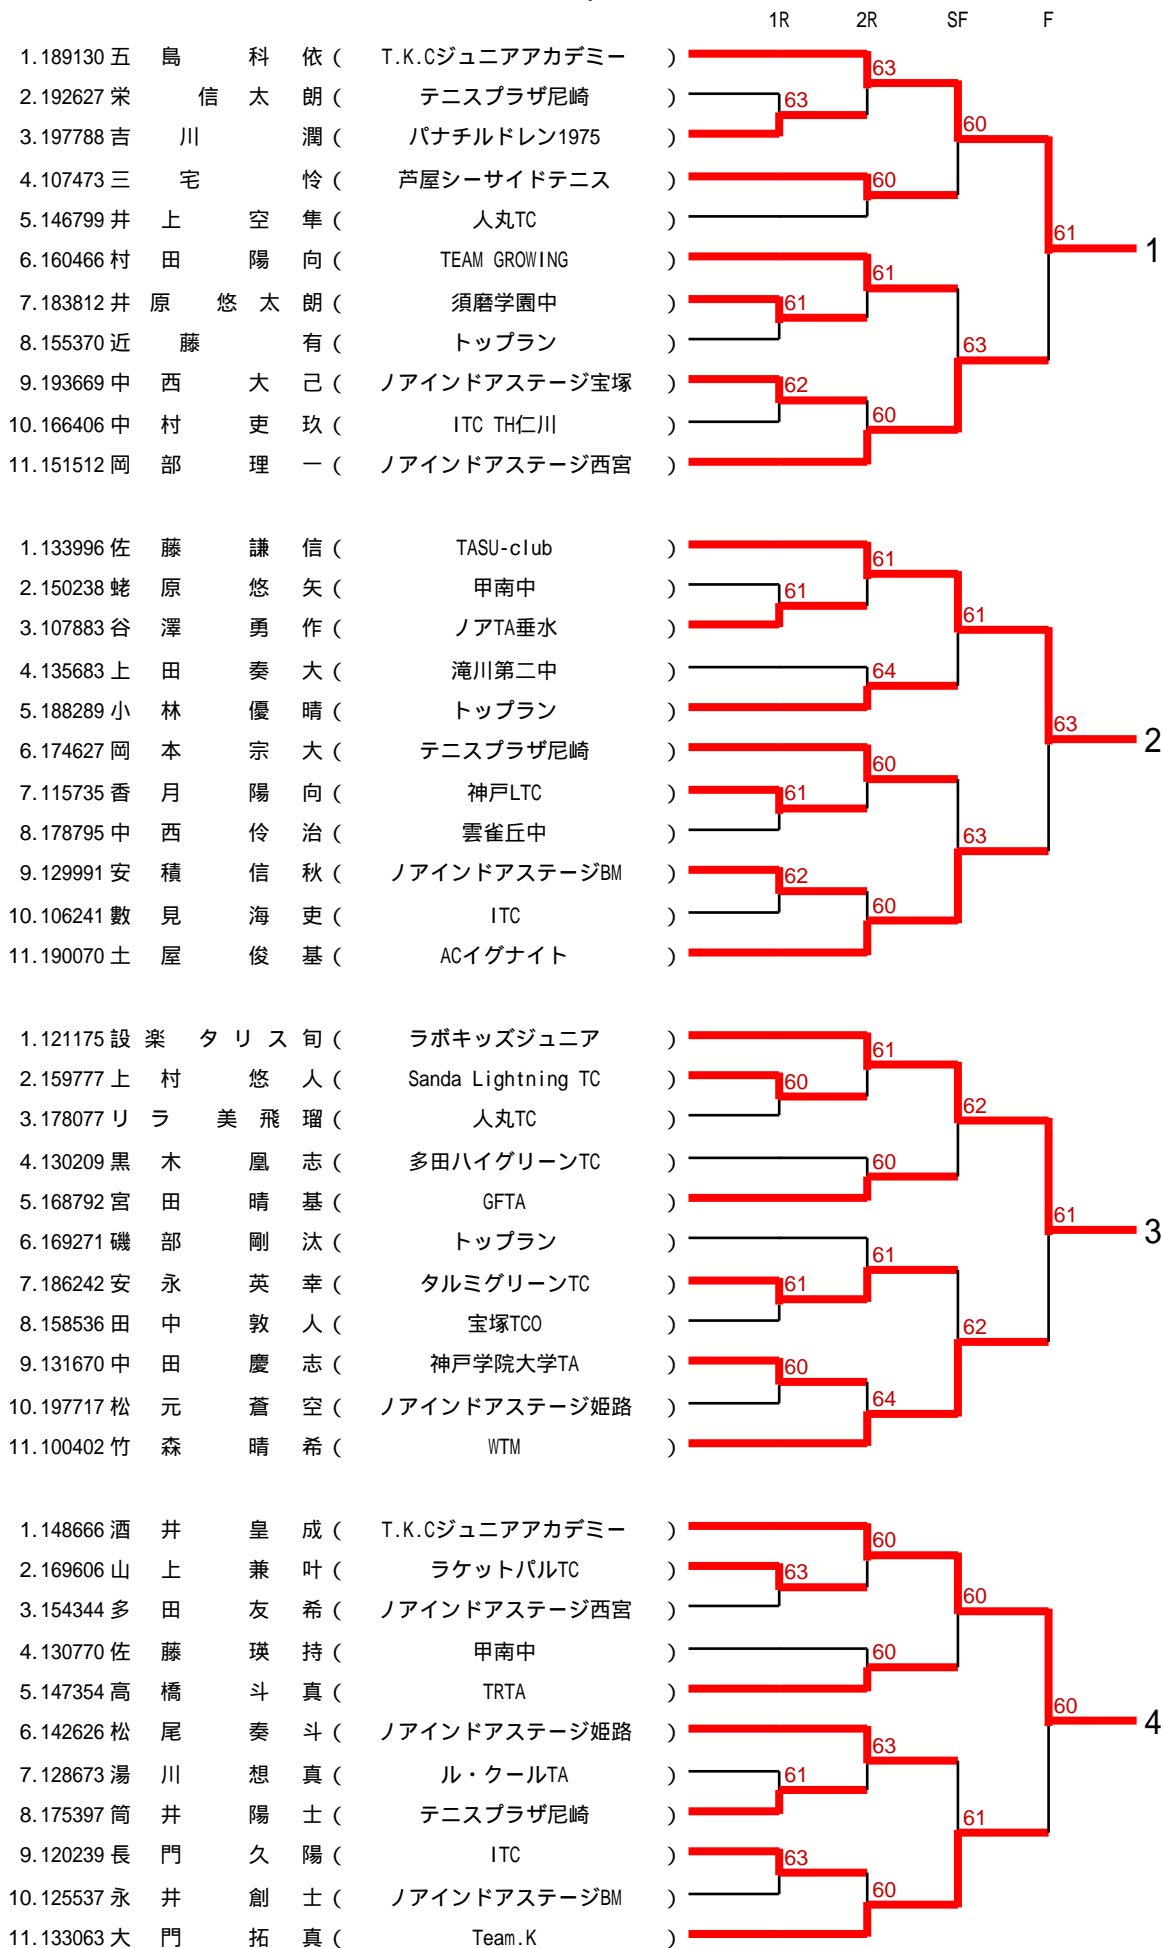 1R 2R SF F
1.189130 五島 科依 ( T.K.Cジュニアアカデミー )
63
2.192627 栄 信太朗 ( テニスプラザ尼崎 )
63
3.197788 吉川 潤 ( パナチルドレン1975 )
60
4.107473 三宅 怜 ( 芦屋シーサイドテニス )
60
5.146799 井上 空隼 ( 人丸TC )
61
1
6.160466 村田 陽向 ( TEAM GROWING )
61
7.183812 井原 悠太朗 ( 須磨学園中 )
61
8.155370 近藤 有 ( トップラン )
63
9.193669 中西 大己 ( ノアインドアステージ宝塚 )
62
10.166406 中村 吏玖 ( ITC TH仁川 )
60
11.151512 岡部 理一 ( ノアインドアステージ西宮 )
1.133996 佐藤 謙信 ( TASU-club )
61
2.150238 蛯原 悠矢 ( 甲南中 )
61
3.107883 谷澤 勇作 ( ノアTA垂水 )
61
4.135683 上田 奏大 ( 滝川第二中 )
64
5.188289 小林 優晴 ( トップラン )
63
2
6.174627 岡本 宗大 ( テニスプラザ尼崎 )
60
7.115735 香月 陽向 ( 神戸LTC )
61
8.178795 中西 伶治 ( 雲雀丘中 )
63
9.129991 安積 信秋 ( ノアインドアステージBM )
62
10.106241 數見 海吏 ( ITC )
60
11.190070 土屋 俊基 ( ACイグナイト )
1.121175 設楽 タリス旬 ( ラボキッズジュニア )
61
2.159777 上村 悠人 ( Sanda Lightning TC )
60
3.178077 リラ 美飛瑠 ( 人丸TC )
62
4.130209 黒木 凰志 ( 多田ハイグリーンTC )
60
5.168792 宮田 晴基 ( GFTA )
61
3
6.169271 磯部 剛汰 ( トップラン )
61
7.186242 安永 英幸 ( タルミグリーンTC )
61
8.158536 田中 敦人 ( 宝塚TCO )
62
9.131670 中田 慶志 ( 神戸学院大学TA )
60
10.197717 松元 蒼空 ( ノアインドアステージ姫路 )
64
11.100402 竹森 晴希 ( WTM )
1.148666 酒井 皇成 ( T.K.Cジュニアアカデミー )
60
2.169606 山上 兼叶 ( ラケットパルTC )
63
3.154344 多田 友希 ( ノアインドアステージ西宮 )
60
4.130770 佐藤 瑛持 ( 甲南中 )
60
5.147354 高橋 斗真 ( TRTA )
60
4
6.142626 松尾 奏斗 ( ノアインドアステージ姫路 )
63
7.128673 湯川 想真 ( ル・クールTA )
61
8.175397 筒井 陽士 ( テニスプラザ尼崎 )
61
9.120239 長門 久陽 ( ITC )
63
10.125537 永井 創士 ( ノアインドアステージBM )
60
11.133063 大門 拓真 ( Team.K )